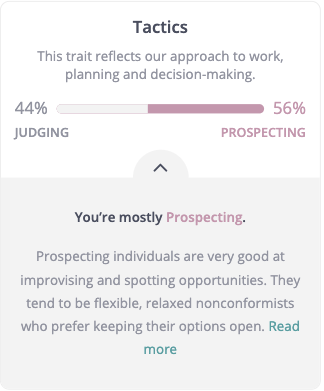 Tactics
This trait reflects our approach to work,
planning and decision-making.
44% 56%
JUDGING PROSPECTING
You’re mostly Prospecting.
Prospecting individuals are very good at
improvising and spotting opportunities. They
tend to be flexible, relaxed nonconformists
who prefer keeping their options open. Read
more